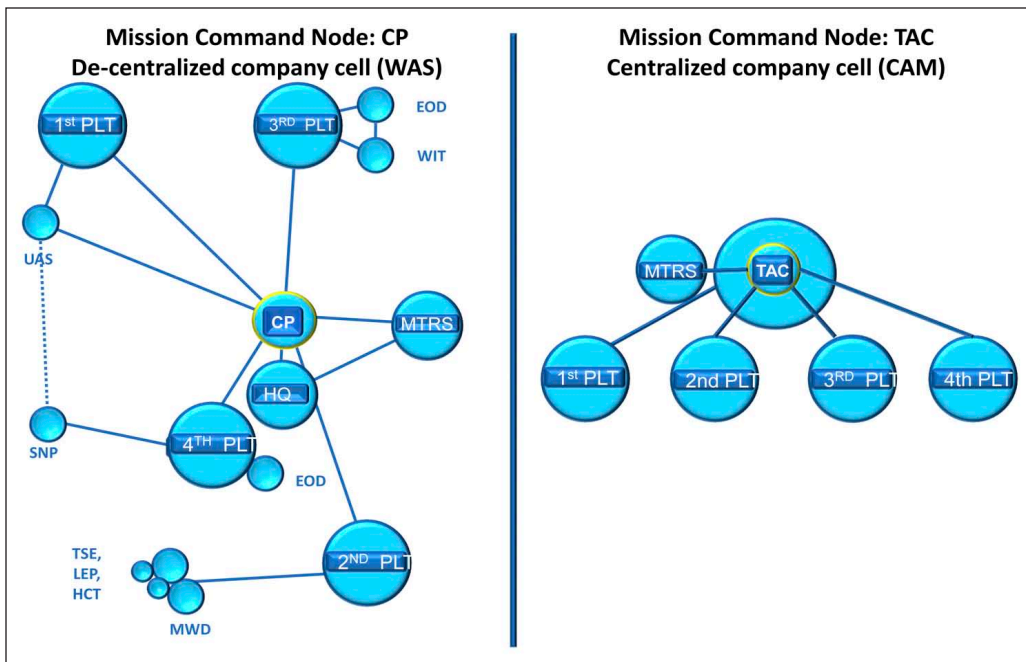 Mission Command Node: CP
De-centralized company cell (WAS)
1st PLT
3RD PLT
EOD
WIT
UAS
CP
MTRS
HQ
SNP
4TH PLT
EOD
TSE,
LEP,
HCT
2ND PLT
MWD
Mission Command Node: TAC
Centralized company cell (CAM)
MTRS
TAC
1st PLT
2nd PLT
3RD PLT
4th PLT